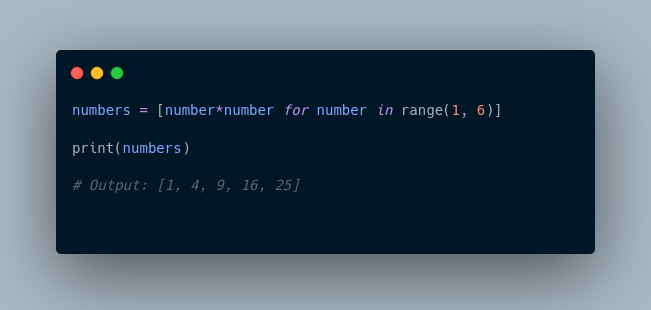 numbers = [number*number for number in range(1, 6)]
print(numbers)
# Output: [1, 4, 9, 16, 25]